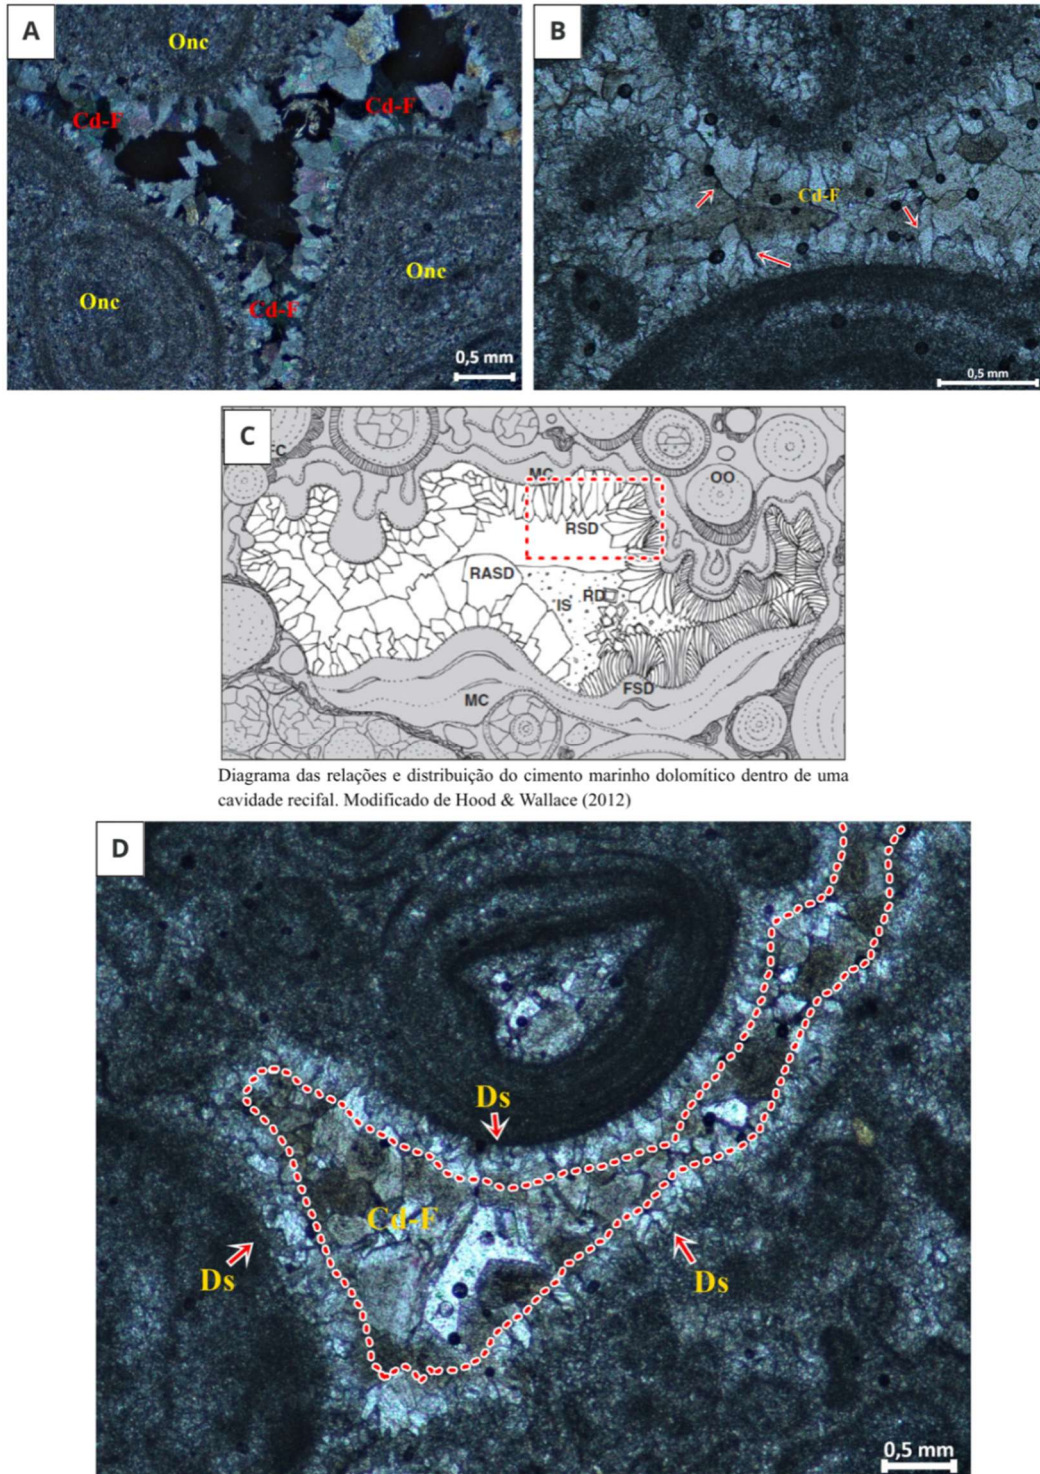 A
Onc
Cd-F
Cd-F
Onc
Onc
Cd-F
0,5 mm
B
Cd-F
0,5 mm
C
MC
OO
RSD
RASD
IS
RD
FSD
MC
Diagrama das relações e distribuição do cimento marinho dolomítico dentro de uma
cavidade recifal. Modificado de Hood & Wallace (2012)
D
Ds
Cd-F
Ds
Ds
0,5 mm